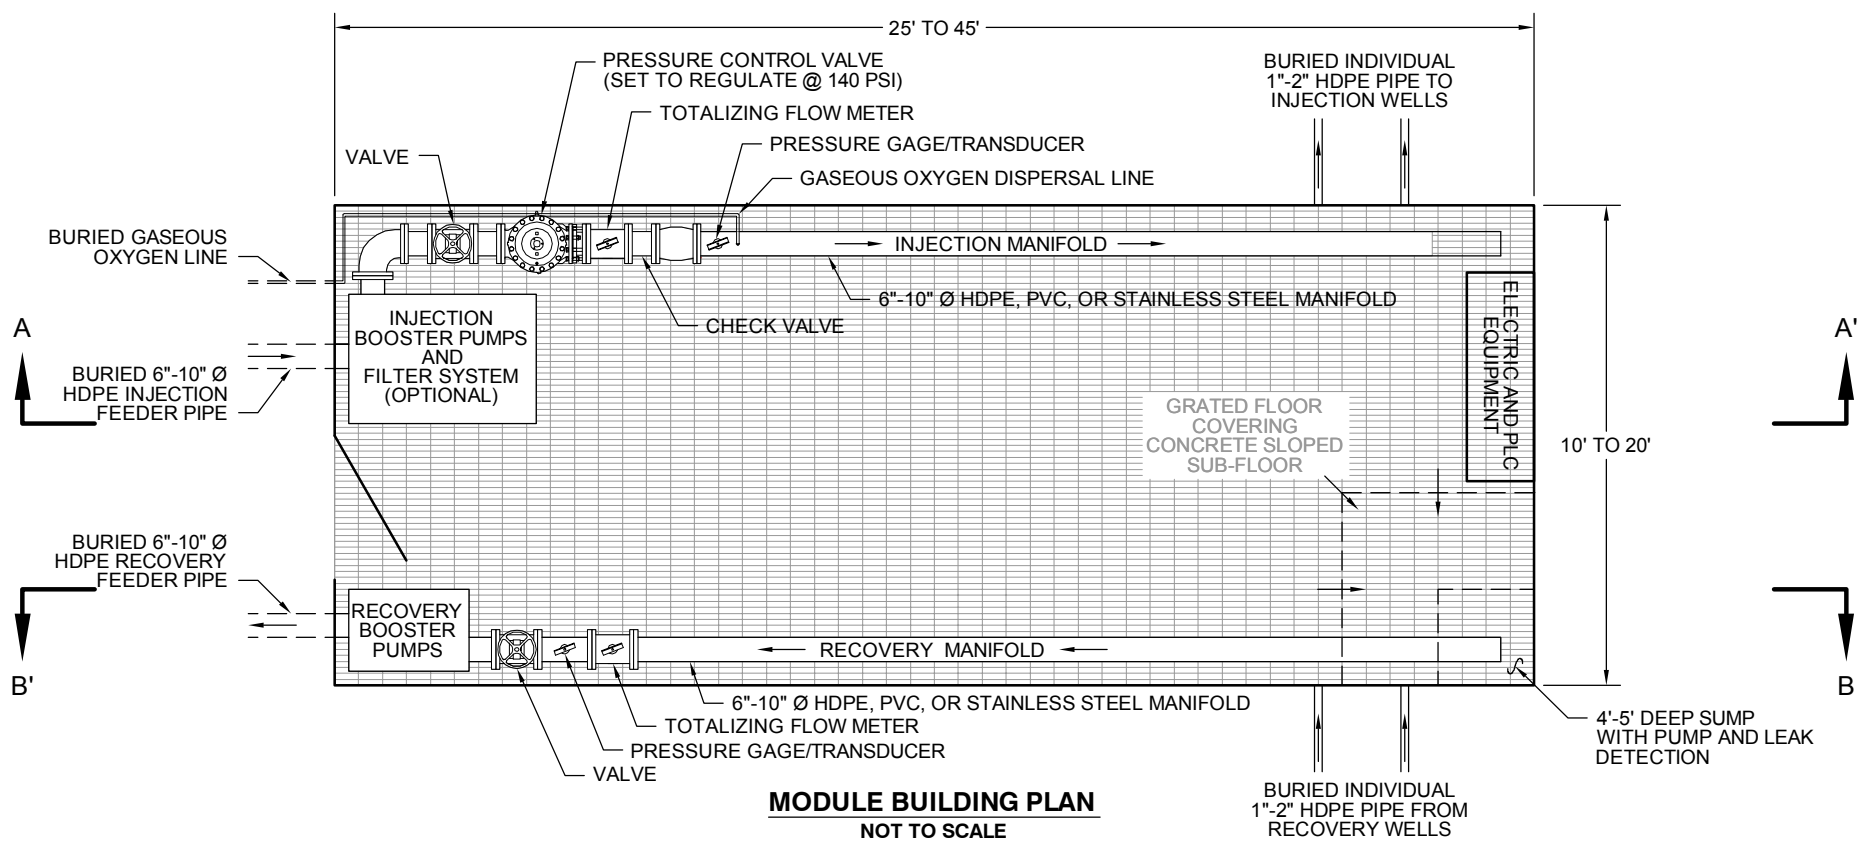 25' TO 45'
PRESSURE CONTROL VALVE
(SET TO REGULATE @ 140 PSI)
BURIED INDIVIDUAL
1"-2" HDPE PIPE TO
INJECTION WELLS
TOTALIZING FLOW METER
PRESSURE GAGE/TRANSDUCER
VALVE
GASEOUS OXYGEN DISPERSAL LINE
BURIED GASEOUS
OXYGEN LINE
INJECTION MANIFOLD
6"-10" Ø HDPE, PVC, OR STAINLESS STEEL MANIFOLD
CHECK VALVE
INJECTION
BOOSTER PUMPS
AND
FILTER SYSTEM
(OPTIONAL)
ELECTRIC AND PLC
EQUIPMENT
A
A'
BURIED 6"-10" Ø
HDPE INJECTION
FEEDER PIPE
GRATED FLOOR
COVERING
CONCRETE SLOPED
SUB-FLOOR
10' TO 20'
BURIED 6"-10" Ø
HDPE RECOVERY
FEEDER PIPE
RECOVERY
BOOSTER
PUMPS
RECOVERY MANIFOLD
B'
B
6"-10" Ø HDPE, PVC, OR STAINLESS STEEL MANIFOLD
TOTALIZING FLOW METER
PRESSURE GAGE/TRANSDUCER
VALVE
4'-5' DEEP SUMP
WITH PUMP AND LEAK
DETECTION
BURIED INDIVIDUAL
1"-2" HDPE PIPE FROM
RECOVERY WELLS
MODULE BUILDING PLAN
NOT TO SCALE